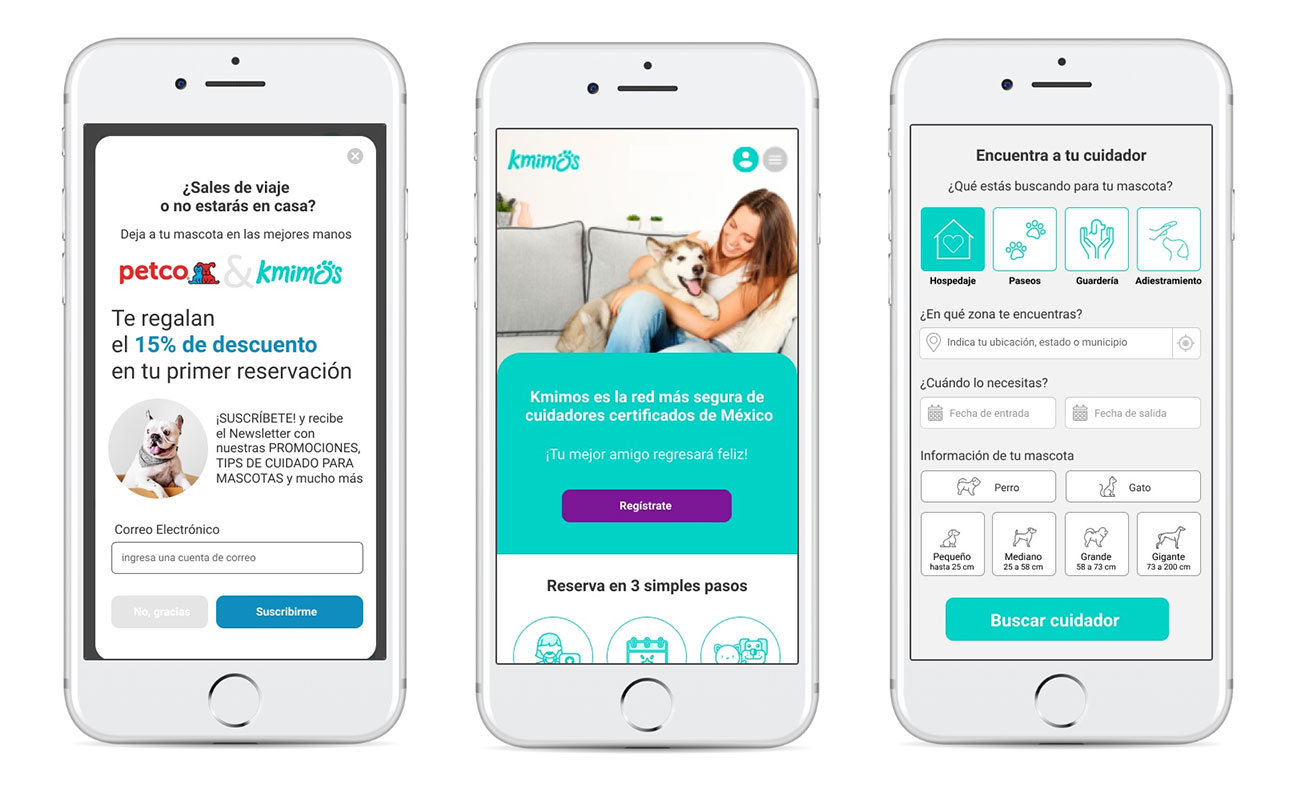 ¿Sales de viaje
o no estarás en casa?
Deja a tu mascota en las mejores manos
petco & kmimos
Te regalan
el 15% de descuento
en tu primer reservación
¡SUSCRÍBETE! y recibe
el Newsletter con
nuestras PROMOCIONES,
TIPS DE CUIDADO PARA
MASCOTAS y mucho más
Correo Electrónico
ingresa una cuenta de correo
No, gracias
Suscribirme
kmimos
Kmimos es la red más segura de
cuidadores certificados de México
¡Tu mejor amigo regresará feliz!
Regístrate
Reserva en 3 simples pasos
Encuentra a tu cuidador
¿Qué estás buscando para tu mascota?
Hospedaje Paseos Guardería Adiestramiento
¿En qué zona te encuentras?
Indica tu ubicación, estado o municipio
¿Cuándo lo necesitas?
Fecha de entrada Fecha de salida
Información de tu mascota
Perro Gato
Pequeño Mediano Grande Gigante
hasta 25 cm 25 a 58 cm 58 a 73 cm 73 a 200 cm
Buscar cuidador